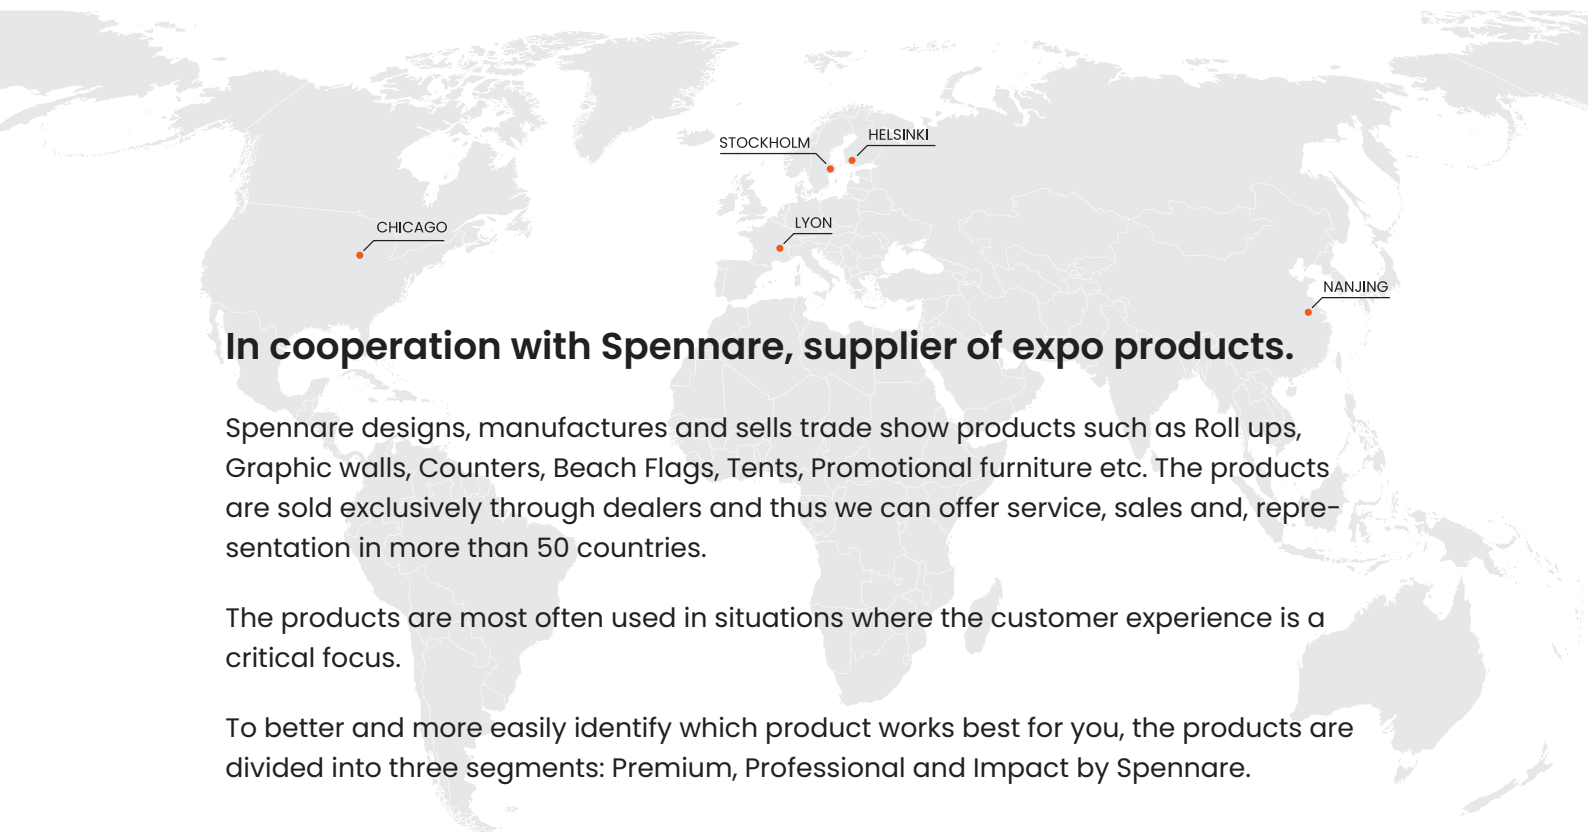 STOCKHOLM
HELSINKI
CHICAGO
LYON
NANJING
In cooperation with Spennare, supplier of expo products.
Spennare designs, manufactures and sells trade show products such as Roll ups,
Graphic walls, Counters, Beach Flags, Tents, Promotional furniture etc. The products
are sold exclusively through dealers and thus we can offer service, sales and, repre-
sentation in more than 50 countries.
The products are most often used in situations where the customer experience is a
critical focus.
To better and more easily identify which product works best for you, the products are
divided into three segments: Premium, Professional and Impact by Spennare.